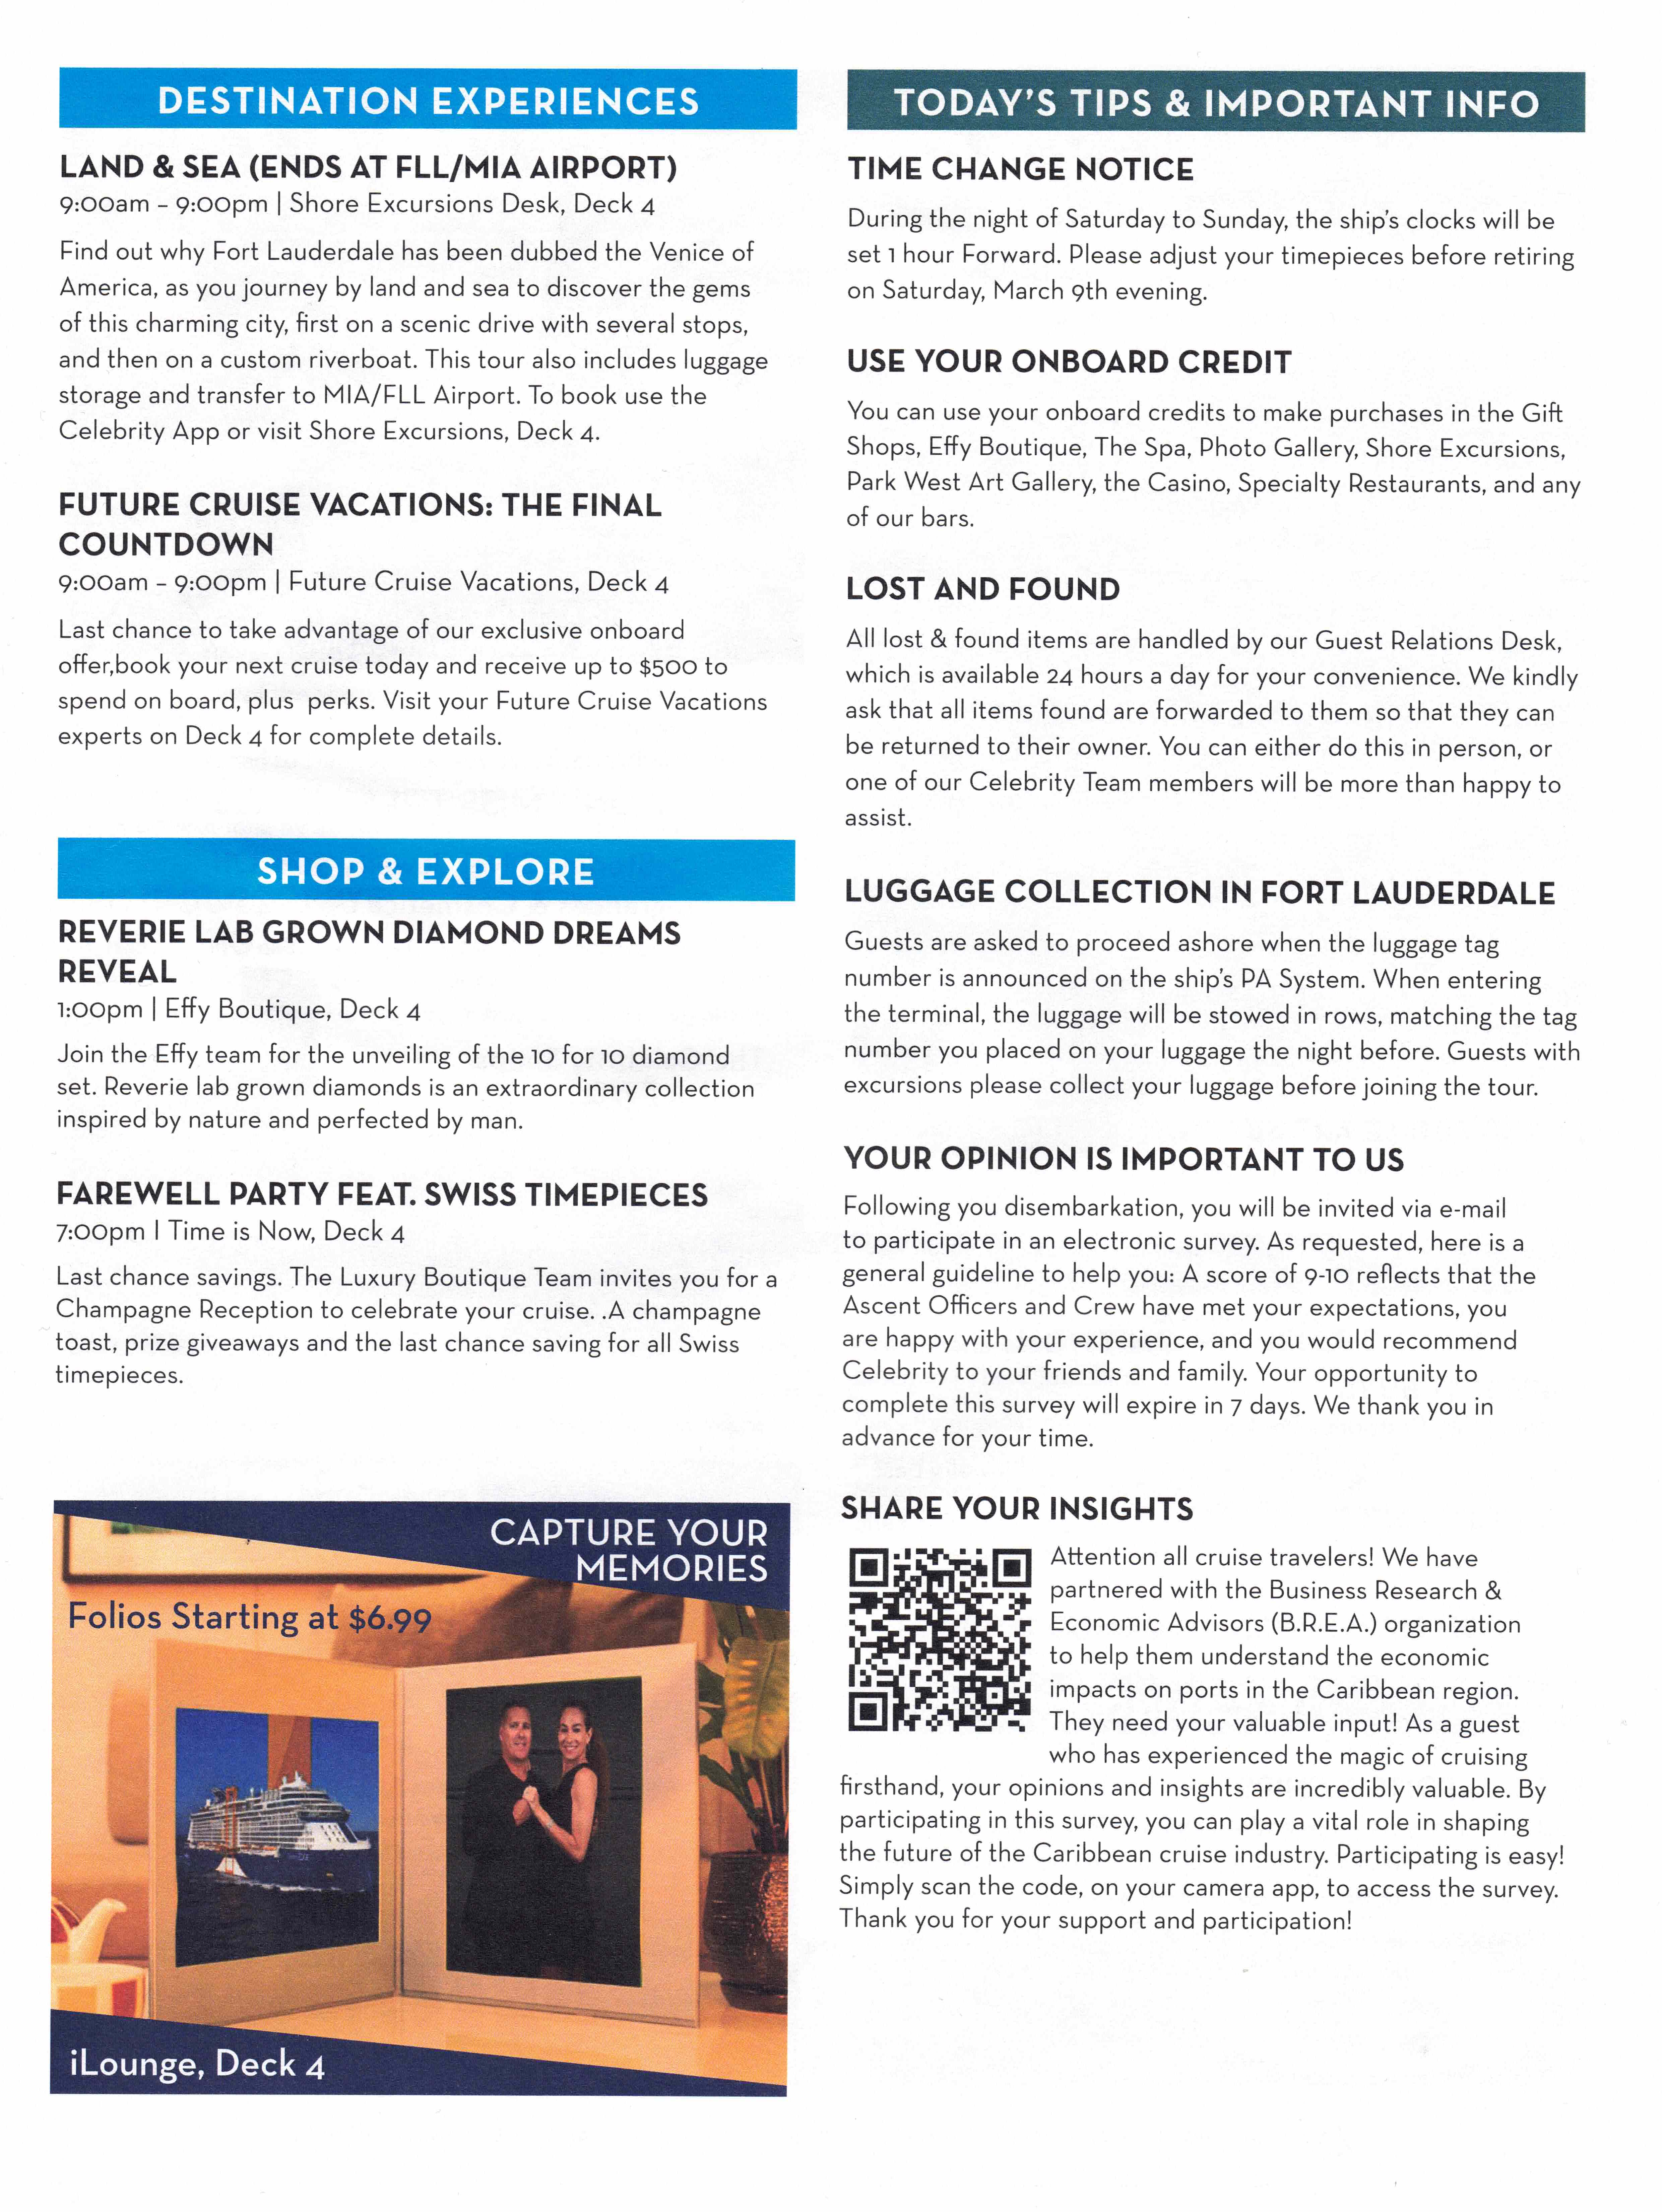 DESTINATION EXPERIENCES
LAND & SEA (ENDS AT FLL/MIA AIRPORT)
9:00am – 9:00pm | Shore Excursions Desk, Deck 4
Find out why Fort Lauderdale has been dubbed the Venice of
America, as you journey by land and sea to discover the gems
of this charming city, first on a scenic drive with several stops,
and then on a custom riverboat. This tour also includes luggage
storage and transfer to MIA/FLL Airport. To book use the
Celebrity App or visit Shore Excursions, Deck 4.
FUTURE CRUISE VACATIONS: THE FINAL
COUNTDOWN
9:00am – 9:00pm | Future Cruise Vacations, Deck 4
Last chance to take advantage of our exclusive onboard
offer,book your next cruise today and receive up to $500 to
spend on board, plus  perks. Visit your Future Cruise Vacations
experts on Deck 4 for complete details.
SHOP & EXPLORE
REVERIE LAB GROWN DIAMOND DREAMS
REVEAL
1:00pm | Effy Boutique, Deck 4
Join the Effy team for the unveiling of the 10 for 10 diamond
set. Reverie lab grown diamonds is an extraordinary collection
inspired by nature and perfected by man.
FAREWELL PARTY FEAT. SWISS TIMEPIECES
7:00pm I Time is Now, Deck 4
Last chance savings. The Luxury Boutique Team invites you for a
Champagne Reception to celebrate your cruise. .A champagne
toast, prize giveaways and the last chance saving for all Swiss
timepieces.
CAPTURE YOUR
MEMORIES
Folios Starting at $6.99
iLounge, Deck 4
TODAY'S TIPS & IMPORTANT INFO
TIME CHANGE NOTICE
During the night of Saturday to Sunday, the ship's clocks will be
set 1 hour Forward. Please adjust your timepieces before retiring
on Saturday, March 9th evening.
USE YOUR ONBOARD CREDIT
You can use your onboard credits to make purchases in the Gift
Shops, Effy Boutique, The Spa, Photo Gallery, Shore Excursions,
Park West Art Gallery, the Casino, Specialty Restaurants, and any
of our bars.
LOST AND FOUND
All lost & found items are handled by our Guest Relations Desk,
which is available 24 hours a day for your convenience. We kindly
ask that all items found are forwarded to them so that they can
be returned to their owner. You can either do this in person, or
one of our Celebrity Team members will be more than happy to
assist.
LUGGAGE COLLECTION IN FORT LAUDERDALE
Guests are asked to proceed ashore when the luggage tag
number is announced on the ship's PA System. When entering
the terminal, the luggage will be stowed in rows, matching the tag
number you placed on your luggage the night before. Guests with
excursions please collect your luggage before joining the tour.
YOUR OPINION IS IMPORTANT TO US
Following you disembarkation, you will be invited via e-mail
to participate in an electronic survey. As requested, here is a
general guideline to help you: A score of 9-10 reflects that the
Ascent Officers and Crew have met your expectations, you
are happy with your experience, and you would recommend
Celebrity to your friends and family. Your opportunity to
complete this survey will expire in 7 days. We thank you in
advance for your time.
SHARE YOUR INSIGHTS
Attention all cruise travelers! We have
partnered with the Business Research &
Economic Advisors (B.R.E.A.) organization
to help them understand the economic
impacts on ports in the Caribbean region.
They need your valuable input! As a guest
who has experienced the magic of cruising
firsthand, your opinions and insights are incredibly valuable. By
participating in this survey, you can play a vital role in shaping
the future of the Caribbean cruise industry. Participating is easy!
Simply scan the code, on your camera app, to access the survey.
Thank you for your support and participation!